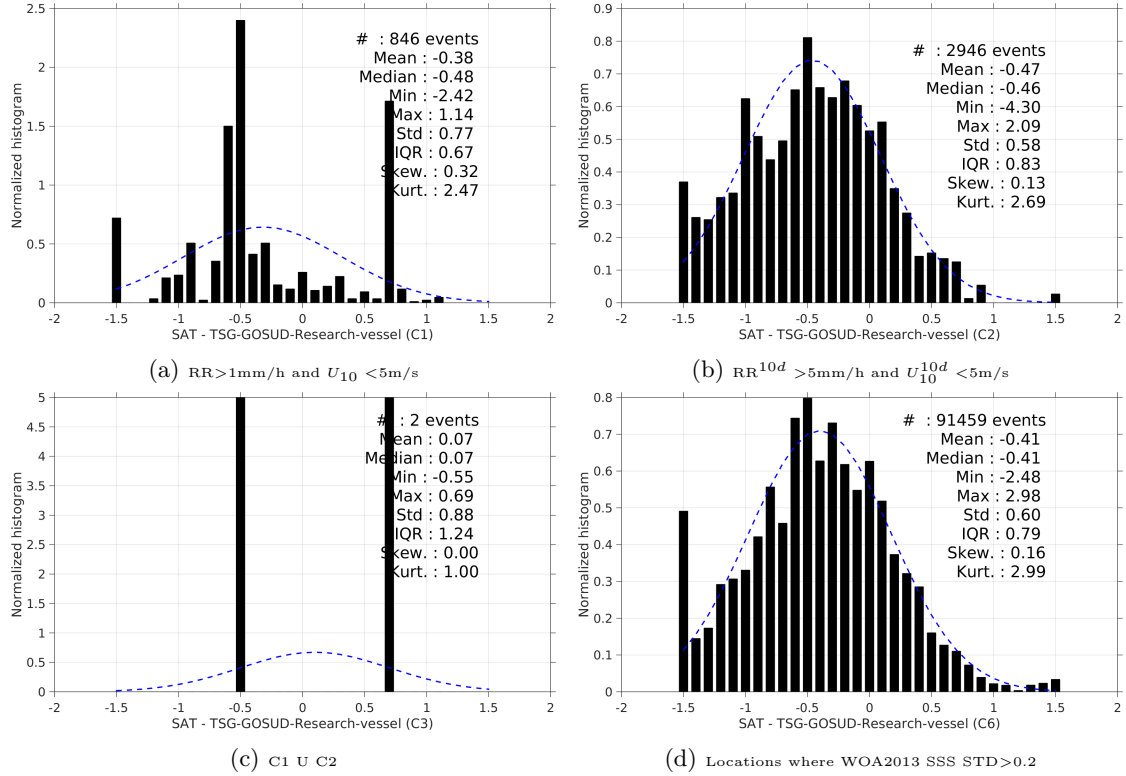 2.5
2
1.5
1
0.5
0
-2
-1.5
-1
-0.5
0
0.5
1
1.5
2
Normalized histogram
SAT - TSG-GOSUD-Research-vessel (C1)
# : 846 events
Mean : -0.38
Median : -0.48
Min : -2.42
Max : 1.14
Std : 0.77
IQR : 0.67
Skew. : 0.32
Kurt. : 2.47
(a) RR>1mm/h and U10 <5m/s
0.9
0.8
0.7
0.6
0.5
0.4
0.3
0.2
0.1
0
-2
-1.5
-1
-0.5
0
0.5
1
1.5
2
Normalized histogram
SAT - TSG-GOSUD-Research-vessel (C2)
# : 2946 events
Mean : -0.47
Median : -0.46
Min : -4.30
Max : 2.09
Std : 0.58
IQR : 0.83
Skew. : 0.13
Kurt. : 2.69
(b) RR10d >5mm/h and U10 10d <5m/s
5
4.5
4
3.5
3
2.5
2
1.5
1
0.5
0
-2
-1.5
-1
-0.5
0
0.5
1
1.5
2
Normalized histogram
SAT - TSG-GOSUD-Research-vessel (C3)
# : 2 events
Mean : 0.07
Median : 0.07
Min : -0.55
Max : 0.69
Std : 0.88
IQR : 1.24
Skew. : 0.00
Kurt. : 1.00
(c) C1 U C2
0.8
0.7
0.6
0.5
0.4
0.3
0.2
0.1
0
-2
-1.5
-1
-0.5
0
0.5
1
1.5
2
Normalized histogram
SAT - TSG-GOSUD-Research-vessel (C6)
# : 91459 events
Mean : -0.41
Median : -0.41
Min : -2.48
Max : 2.98
Std : 0.60
IQR : 0.79
Skew. : 0.16
Kurt. : 2.99
(d) Locations where WOA2013 SSS STD>0.2